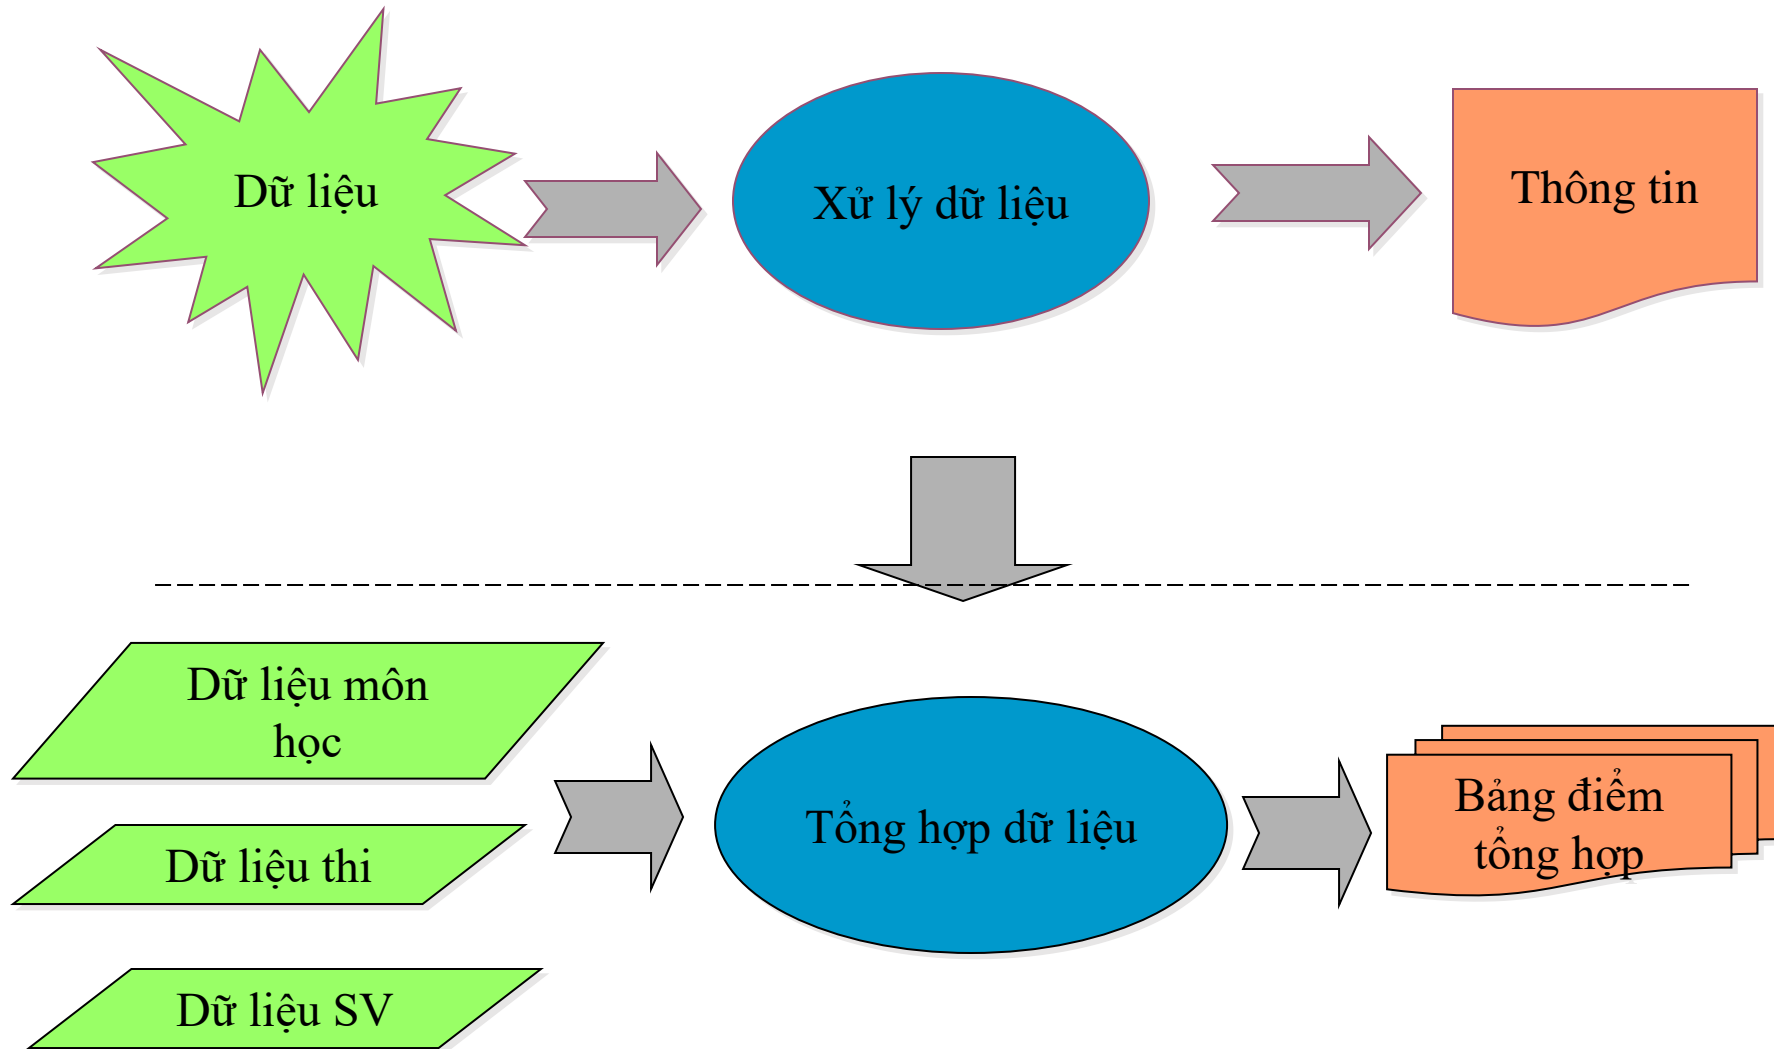 Dữ liệu
Xử lý dữ liệu
Thông tin
Dữ liệu môn
học
Dữ liệu thi
Dữ liệu SV
Tổng hợp dữ liệu
Bảng điểm
tổng hợp